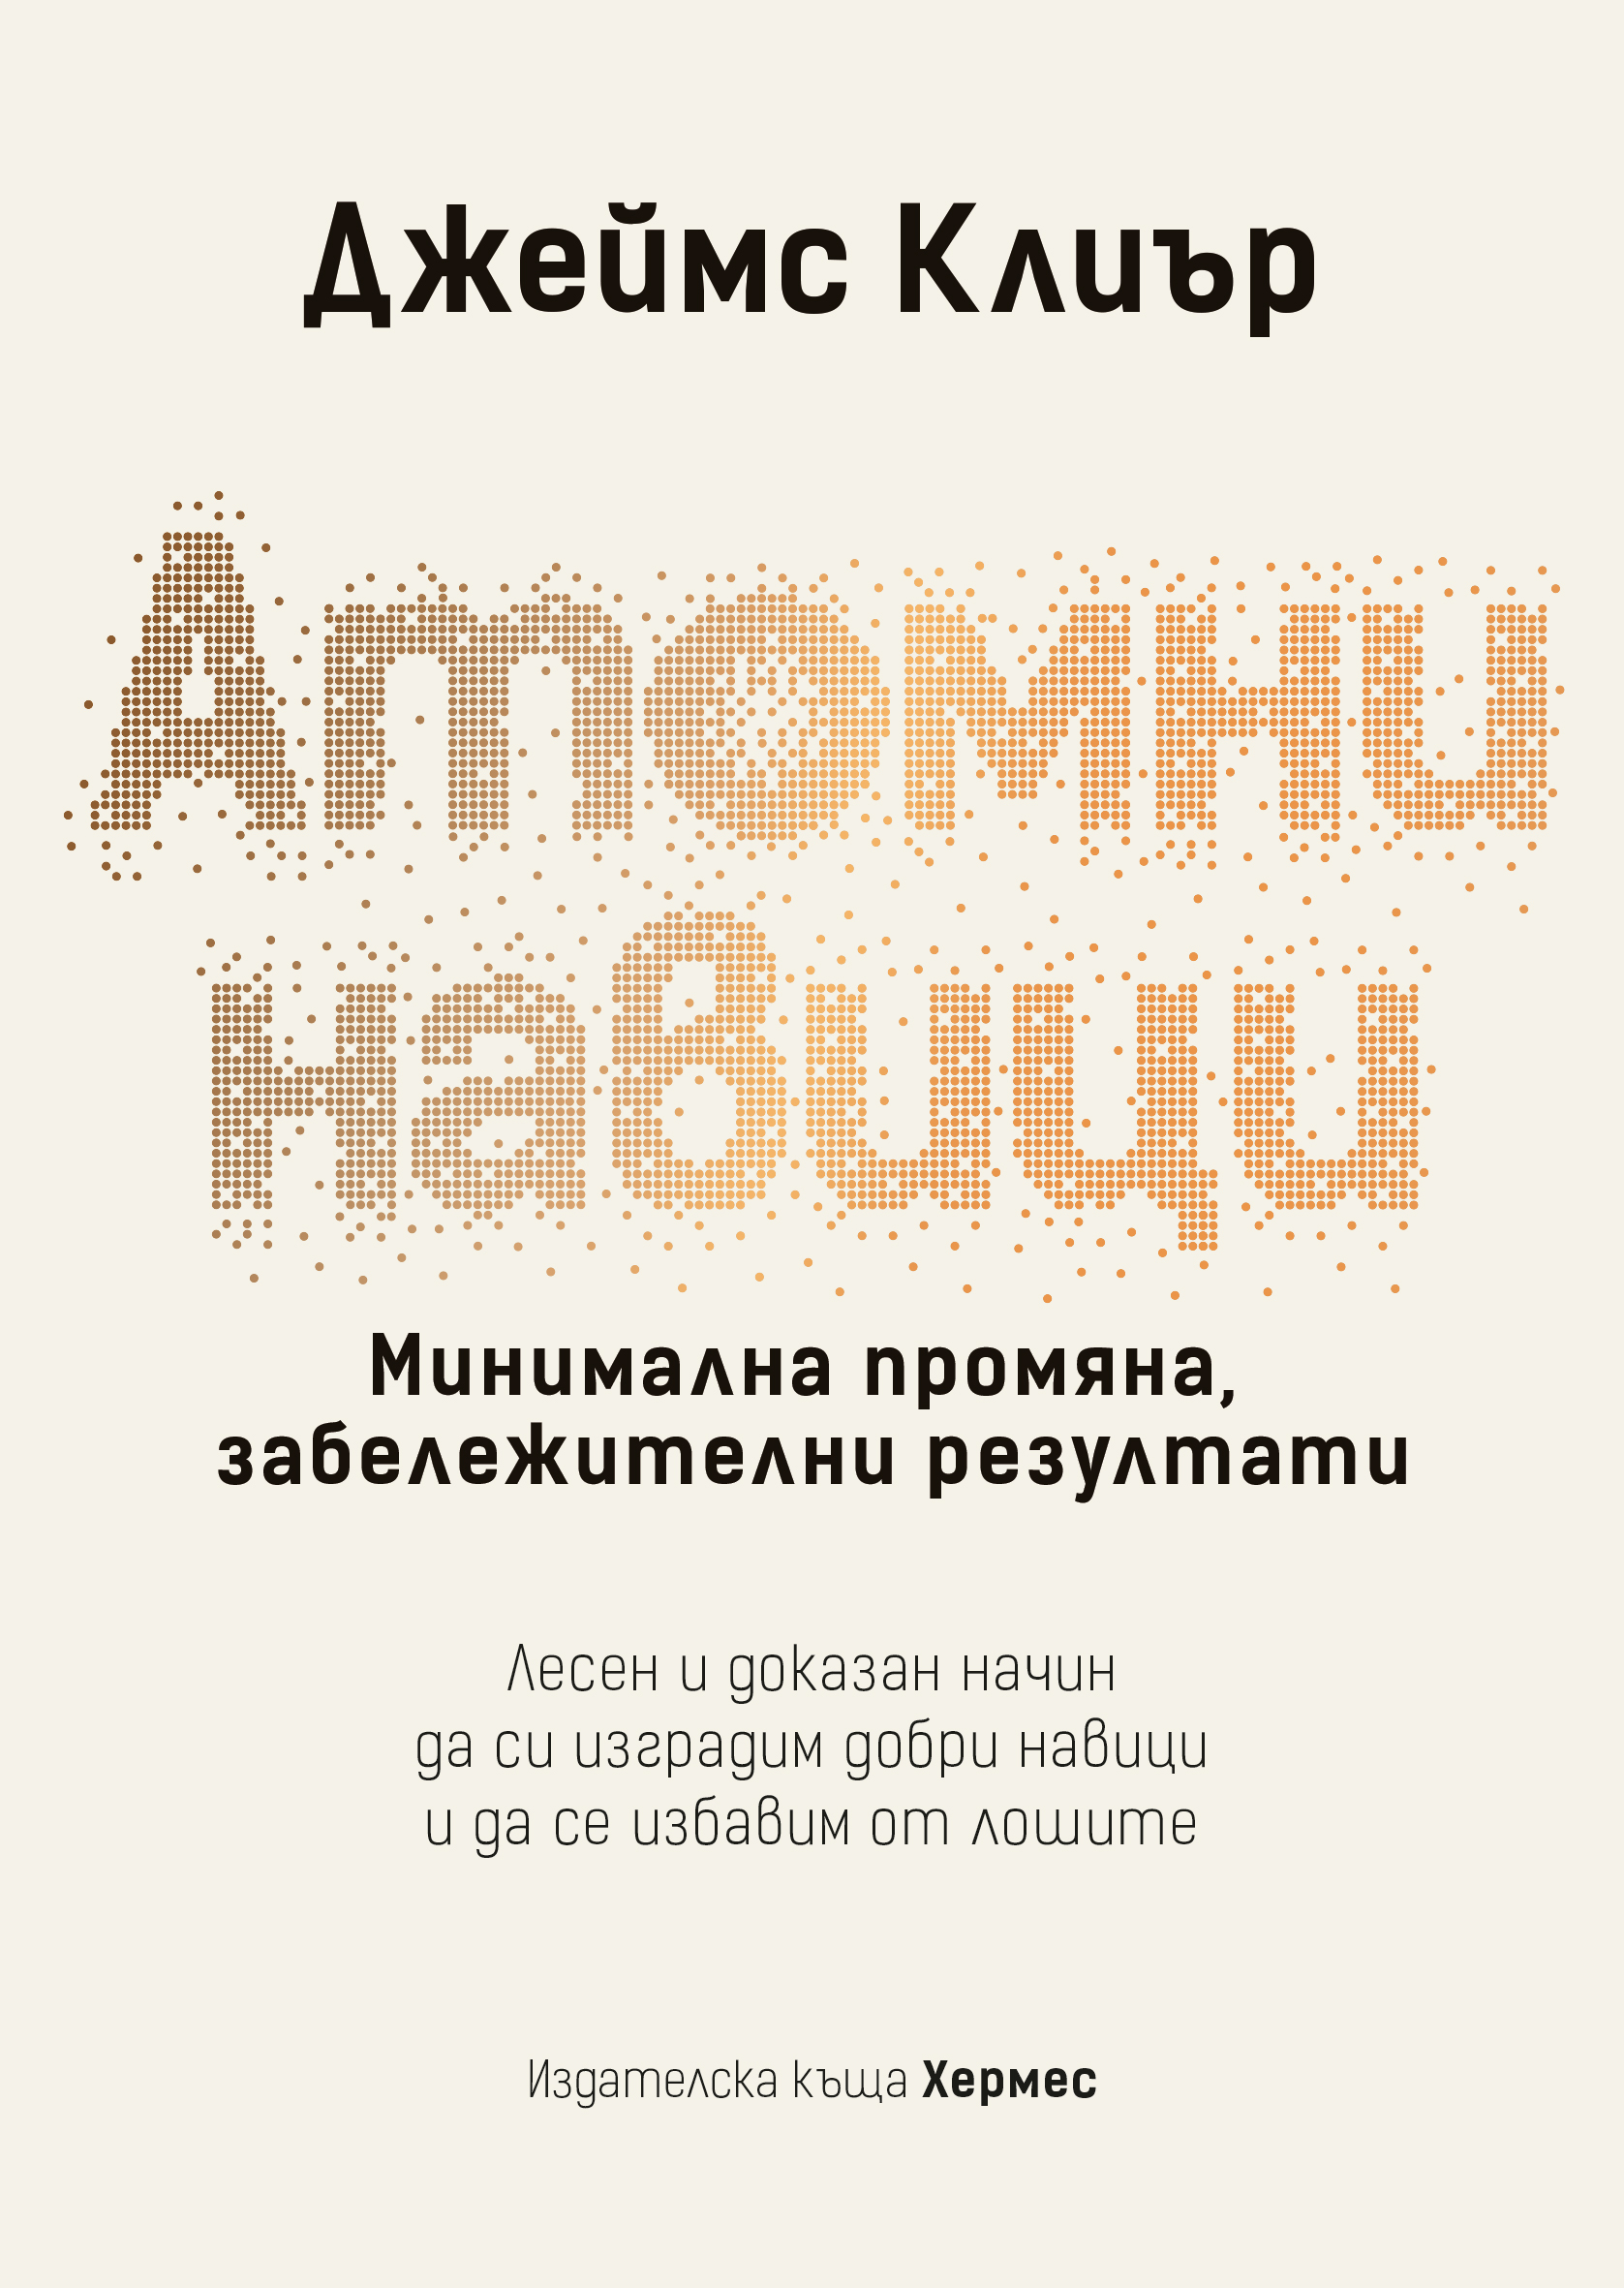 Джеймс Клиър
Атомни
навици
Минимална промяна,
забележителни резултати
Лесен и доказан начин
да си изградим добри навици
и да се избавим от лошите
Издателска къща Хермес